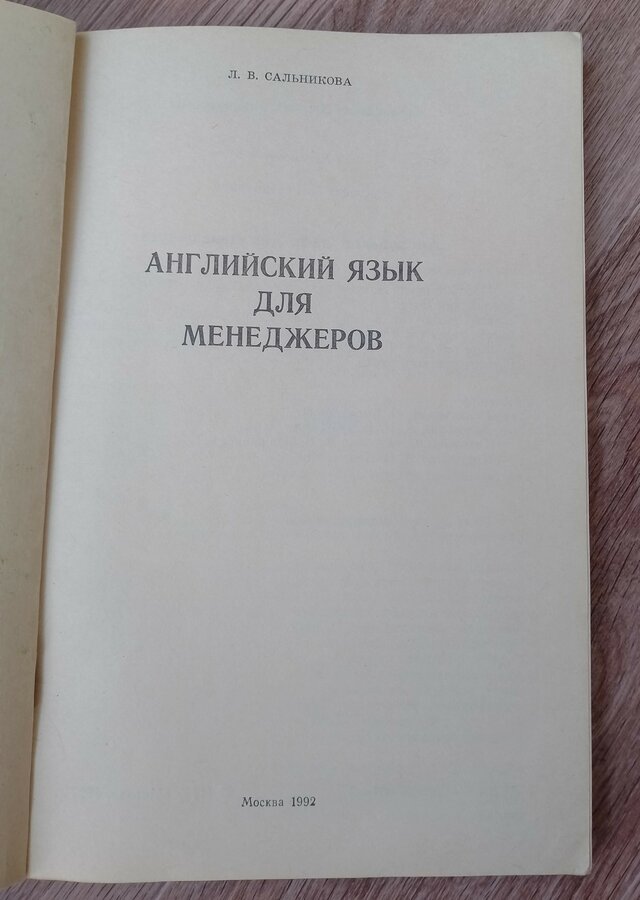 Л. В. САЛЬНИКОВА
АНГЛИЙСКИЙ ЯЗЫК
ДЛЯ
МЕНЕДЖЕРОВ
Москва 1992